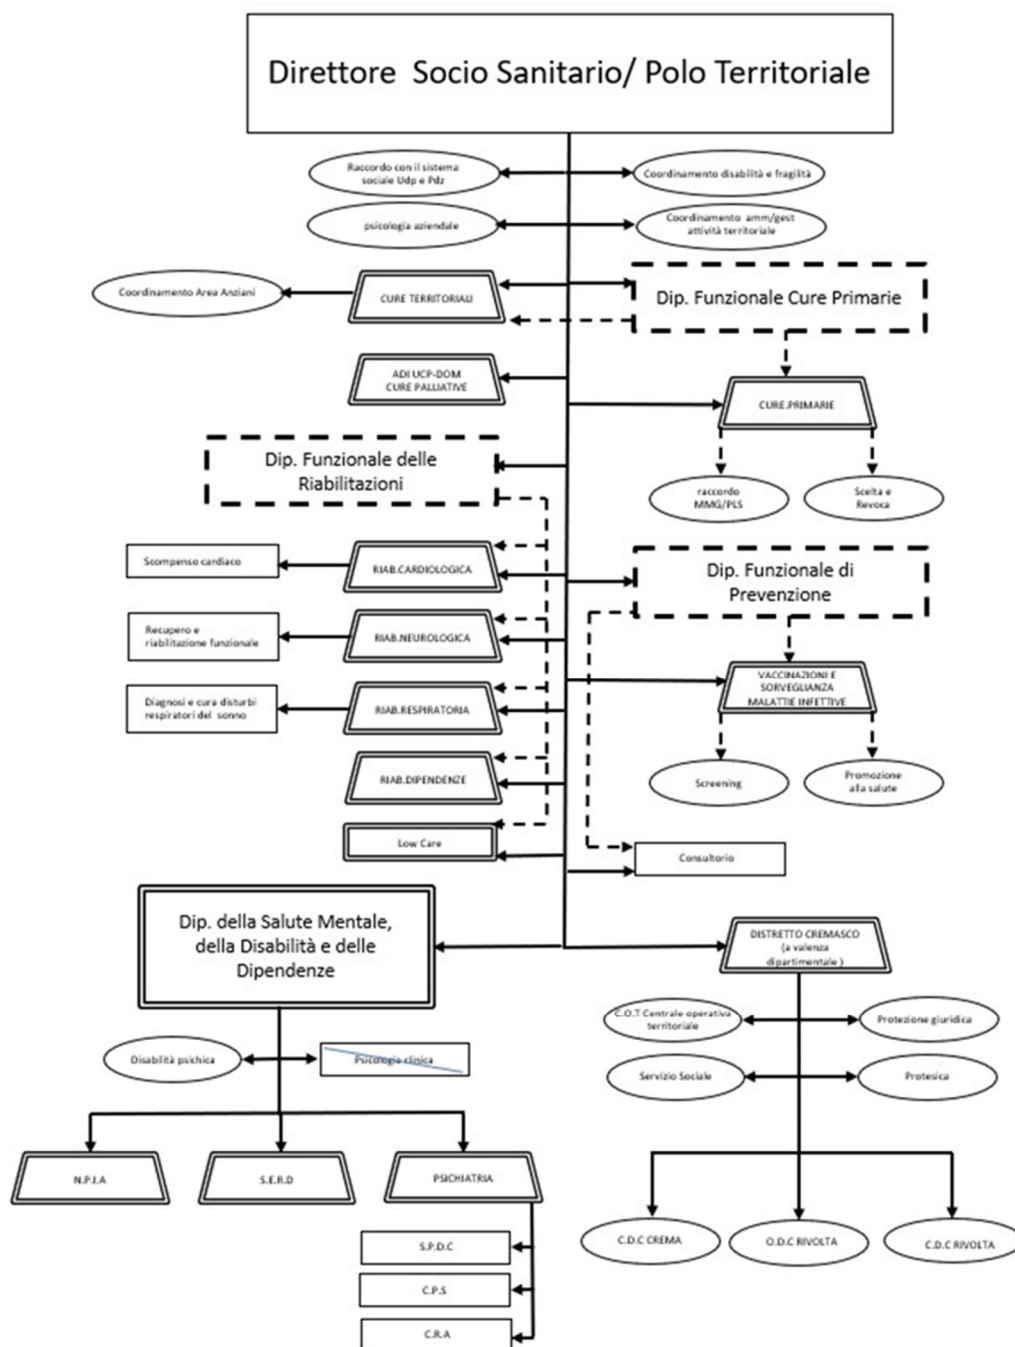 Direttore Socio Sanitario/ Polo Territoriale
Raccordo con il sistema
sociale Udp e Pdz
Coordinamento disabilità e fragilità
psicologia aziendale
Coordinamento amm/gest
attività territoriale
Coordinamento Area Anziani
CURE TERRITORIALI
Dip. Funzionale Cure Primarie
ADI UCP-DOM
CURE PALLIATIVE
CURE.PRIMARIE
Dip. Funzionale delle
Riabilitazioni
raccordo
MMG/PLS
Scelta e
Revoca
Scompenso cardiaco
RIAB.CARDIOLOGICA
Dip. Funzionale di
Prevenzione
Recupero e
riabilitazione funzionale
RIAB.NEUROLOGICA
VACCINAZIONI E
SORVEGLIANZA
MALATTIE INFETTIVE
Diagnosi e cura disturbi
respiratori del sonno
RIAB.RESPIRATORIA
RIAB.DIPENDENZE
Screening
Promozione
alla salute
Low Care
Consultorio
Dip. della Salute Mentale,
della Disabilità e delle
Dipendenze
DISTRETTO CREMASCO
(a valenza
dipartimentale )
C.O.T Centrale operativa
territoriale
Protezione giuridica
Disabilità psichica
Psicologia clinica
Servizio Sociale
Protesica
N.P.I.A
S.E.R.D
PSICHIATRIA
C.D.C CREMA
O.D.C RIVOLTA
C.D.C RIVOLTA
S.P.D.C
C.P.S
C.R.A